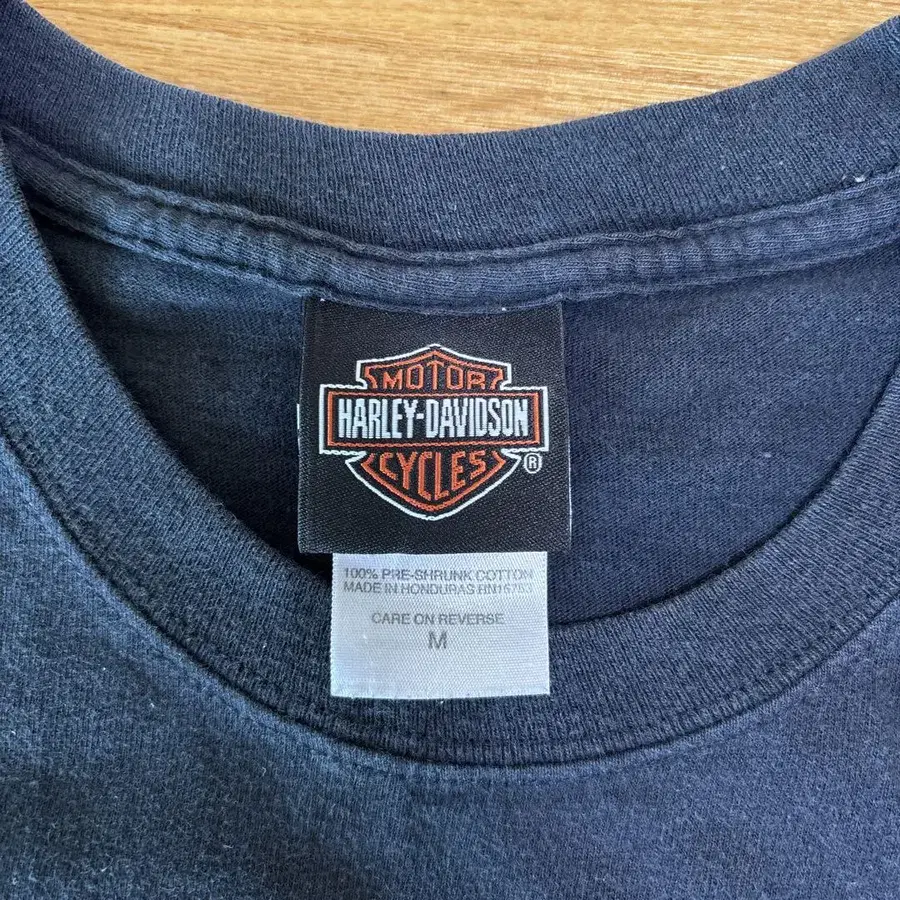 MOTOR
HARLEY-DAVIDSON
CYCLES
®
100% PRE-SHRUNK COTTON
MADE IN HONDURAS RN15763
CARE ON REVERSE
M